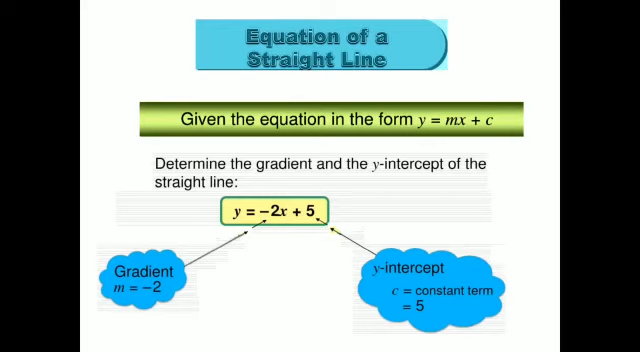 Equation of a
Straight Line
Given the equation in the form y = mx + c
Determine the gradient and the y-intercept of the
straight line:
y = −2x + 5
Gradient
m = −2
y-intercept
c = constant term
= 5